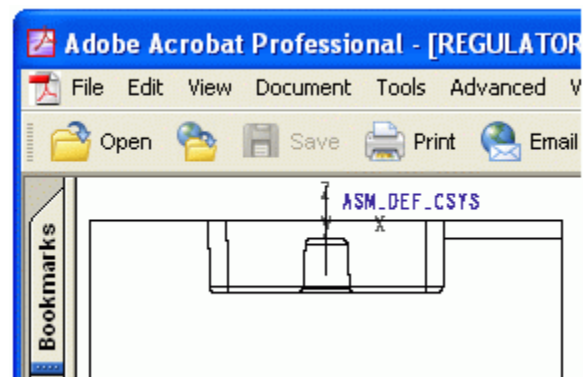 Adobe Acrobat Professional - [REGULATOR
File Edit View Document Tools Advanced
Open Save Print Email
Z
ASM_DEF_CSYS
X
Bookmarks